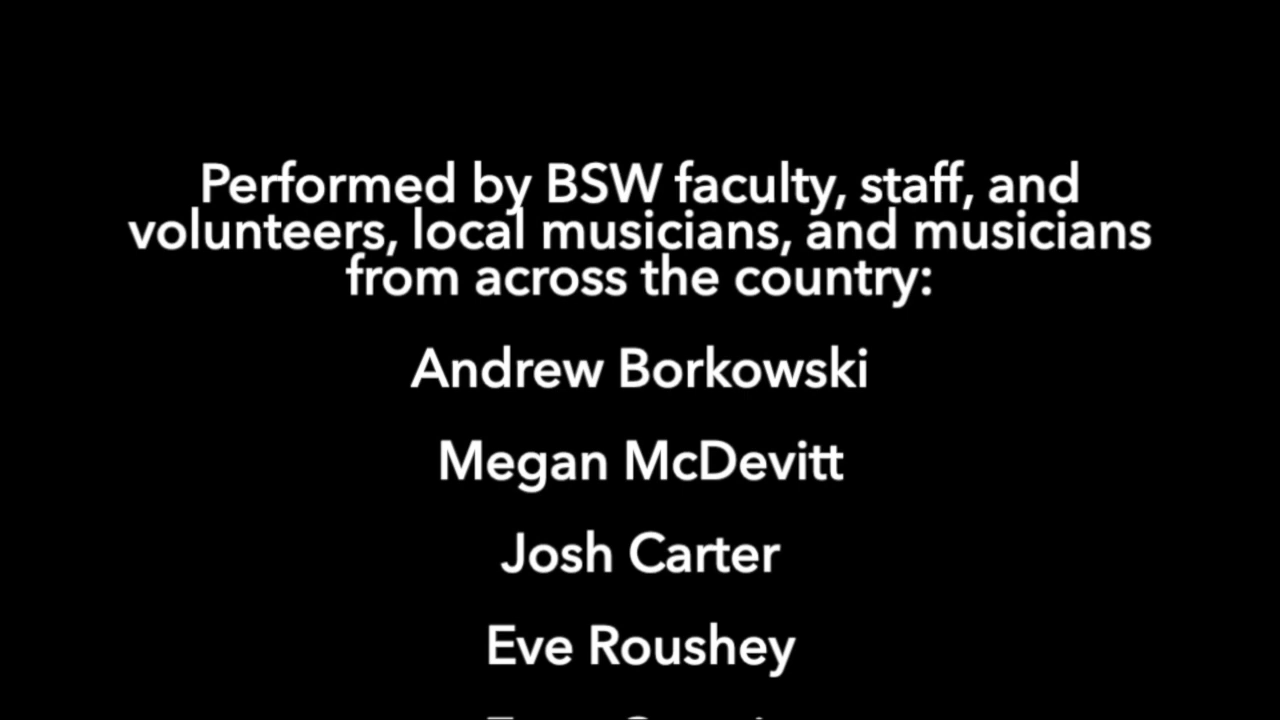 Performed by BSW faculty, staff, and
volunteers, local musicians, and musicians
from across the country:
Andrew Borkowski
Megan McDevitt
Josh Carter
Eve Roushey